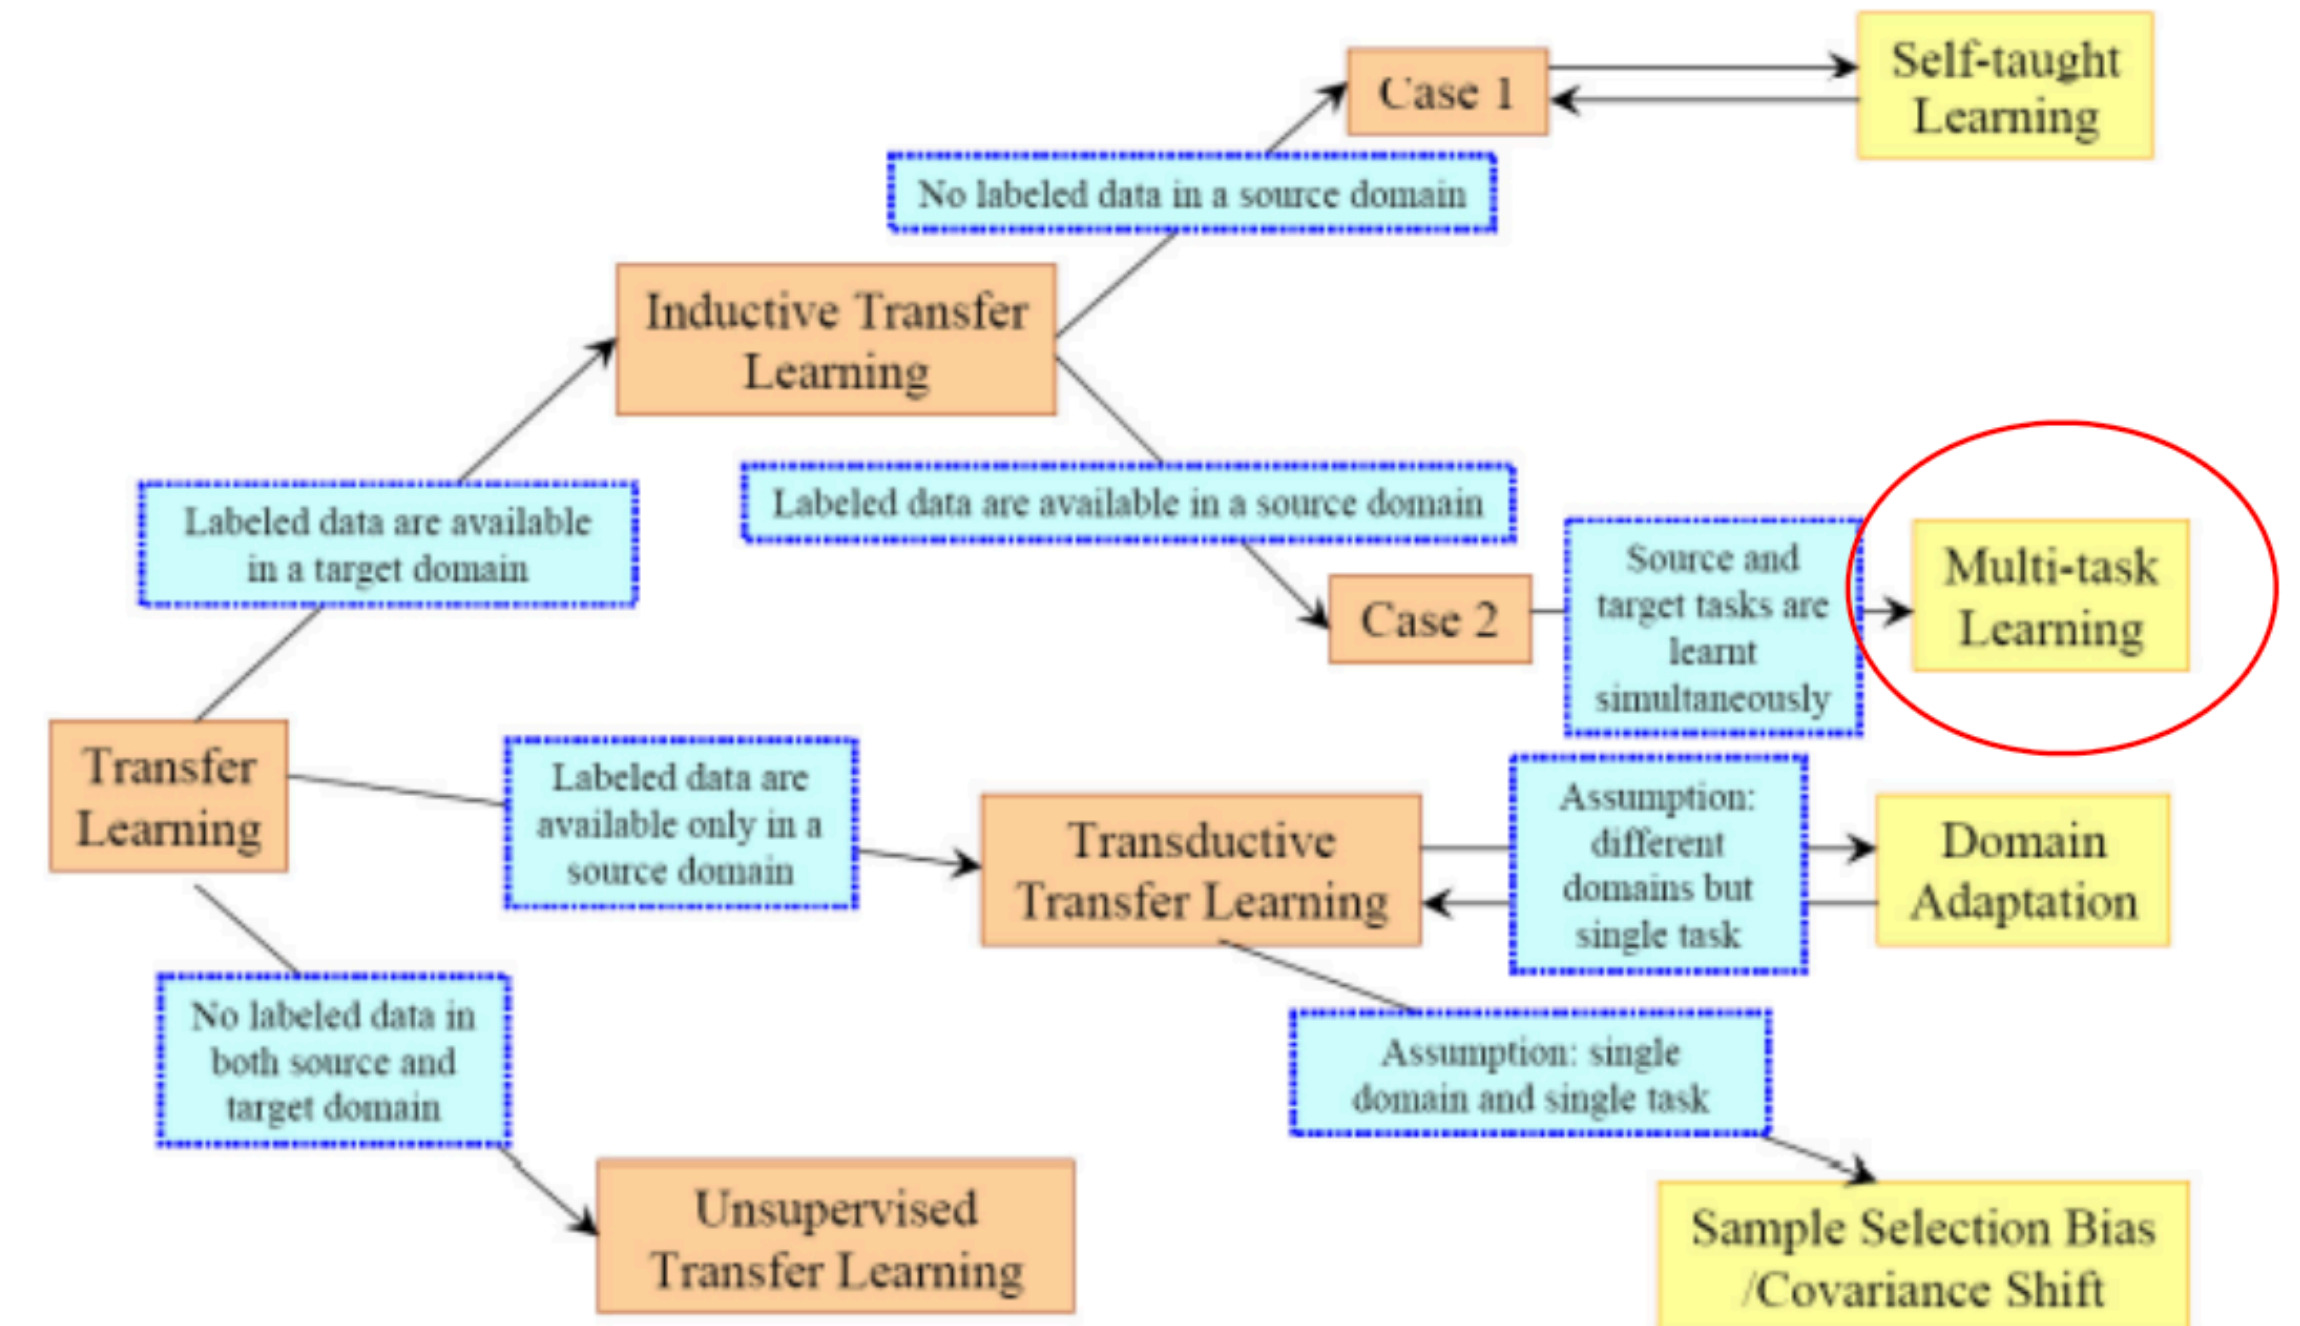 Case 1
Self-taught
Learning
No labeled data in a source domain
Inductive Transfer
Learning
Labeled data are available
in a target domain
Labeled data are available in a source domain
Case 2
Source and
target tasks are
learnt
simultaneously
Multi-task
Learning
Transfer
Learning
Labeled data are
available only in a
source domain
Transductive
Transfer Learning
Assumption:
different
domains but
single task
Domain
Adaptation
No labeled data in
both source and
target domain
Assumption: single
domain and single task
Unsupervised
Transfer Learning
Sample Selection Bias
/Covariance Shift